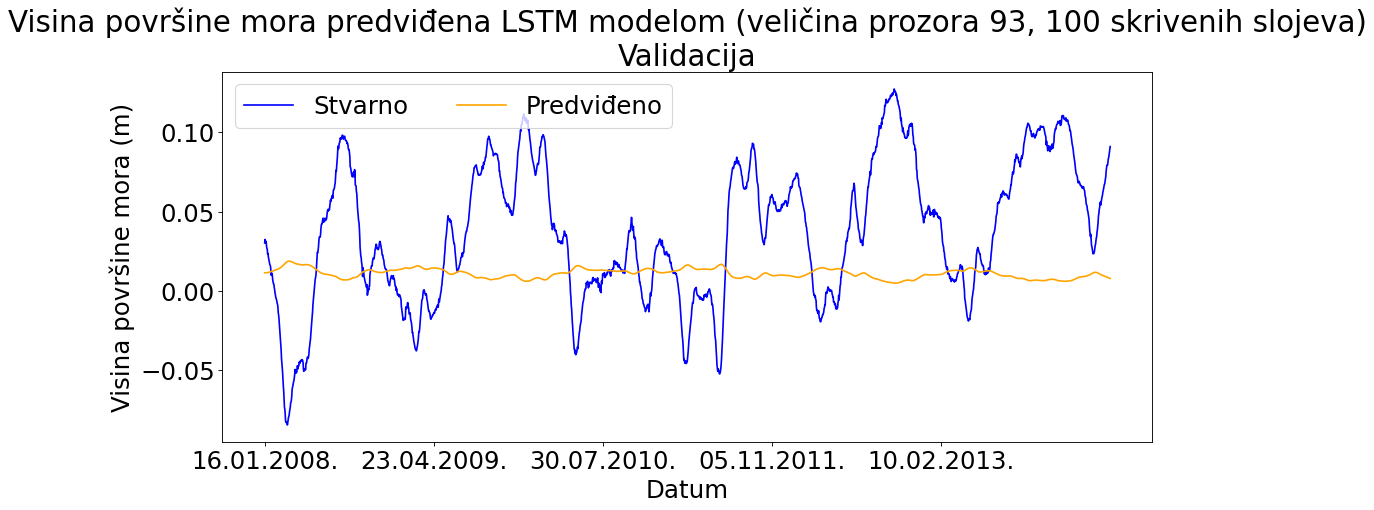 Visina površine mora predviđena LSTM modelom (veličina prozora 93, 100 skrivenih slojeva)
Validacija
Stvarno Predviđeno
Visina površine mora (m)
0.10
0.05
0.00
−0.05
16.01.2008. 23.04.2009. 30.07.2010. 05.11.2011. 10.02.2013.
Datum